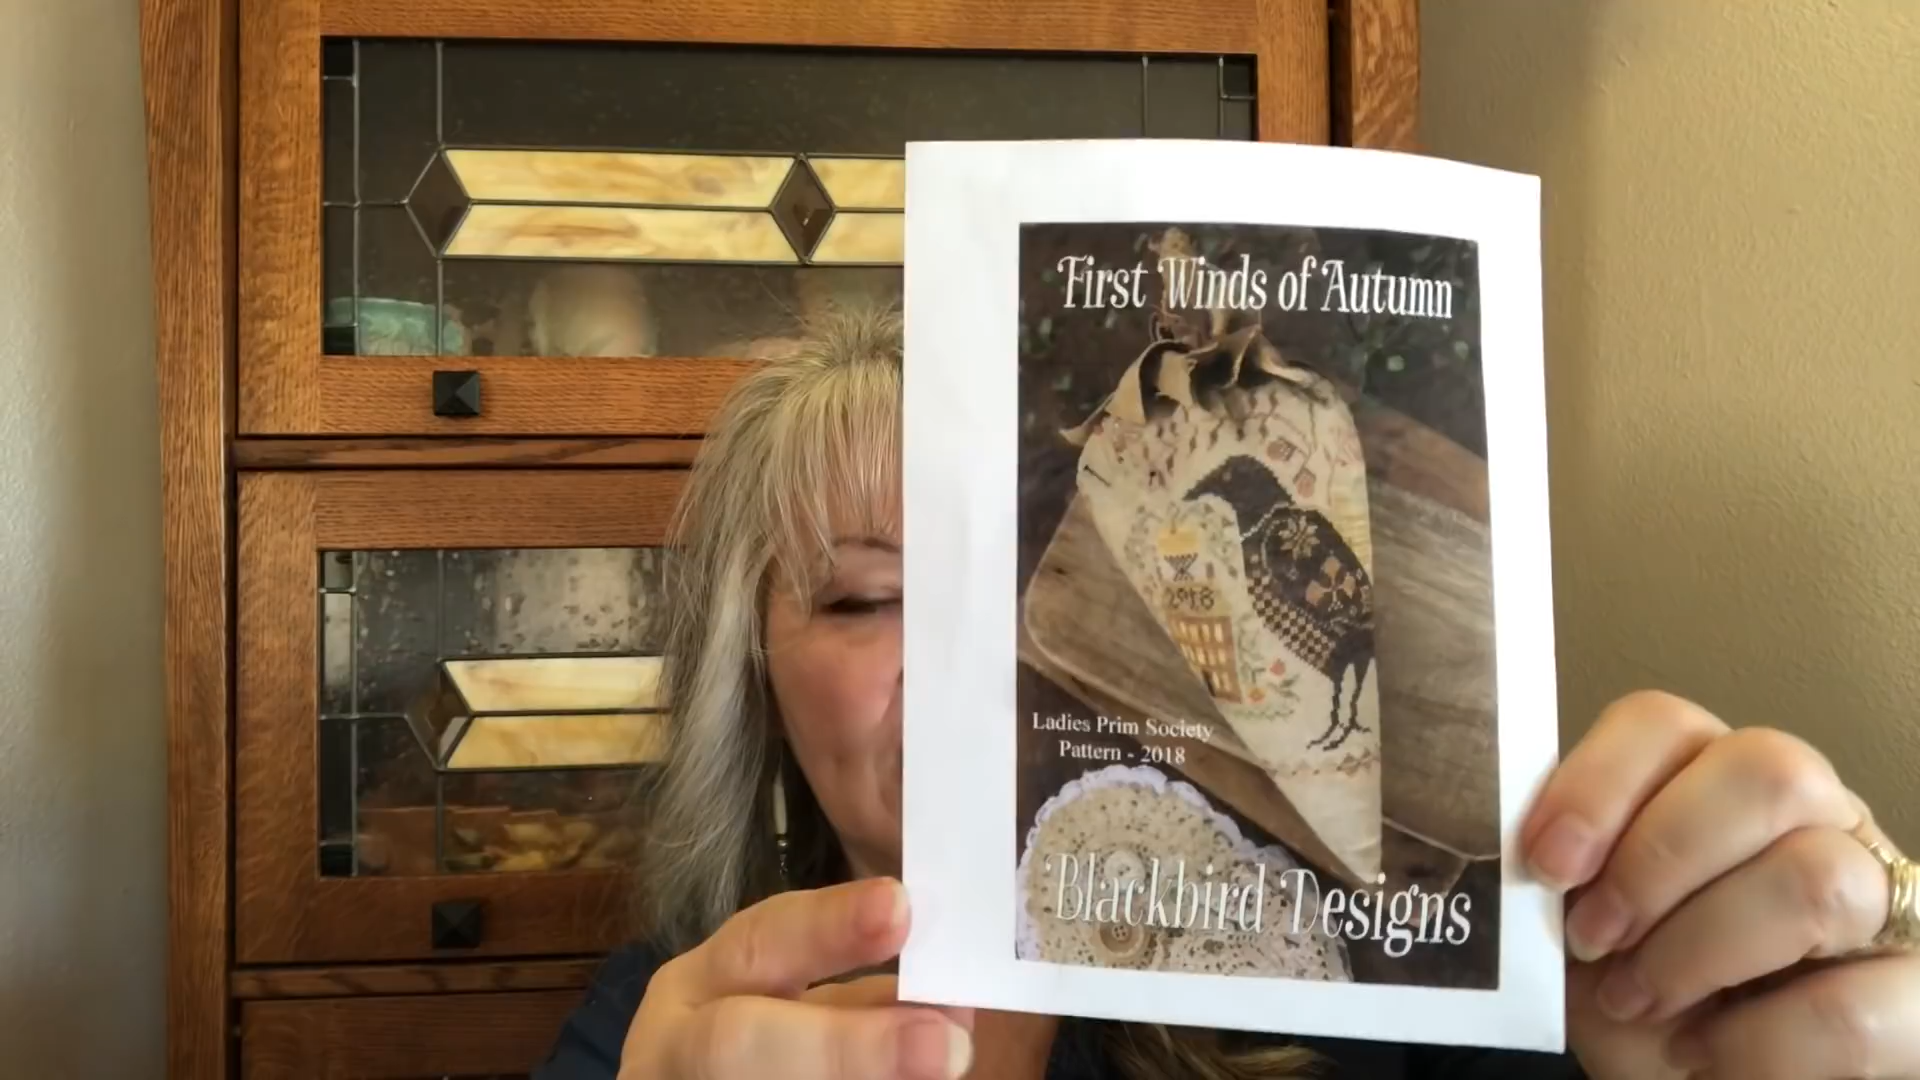 First Winds of Autumn
2018
Ladies Prim Society
Pattern - 2018
Blackbird Designs